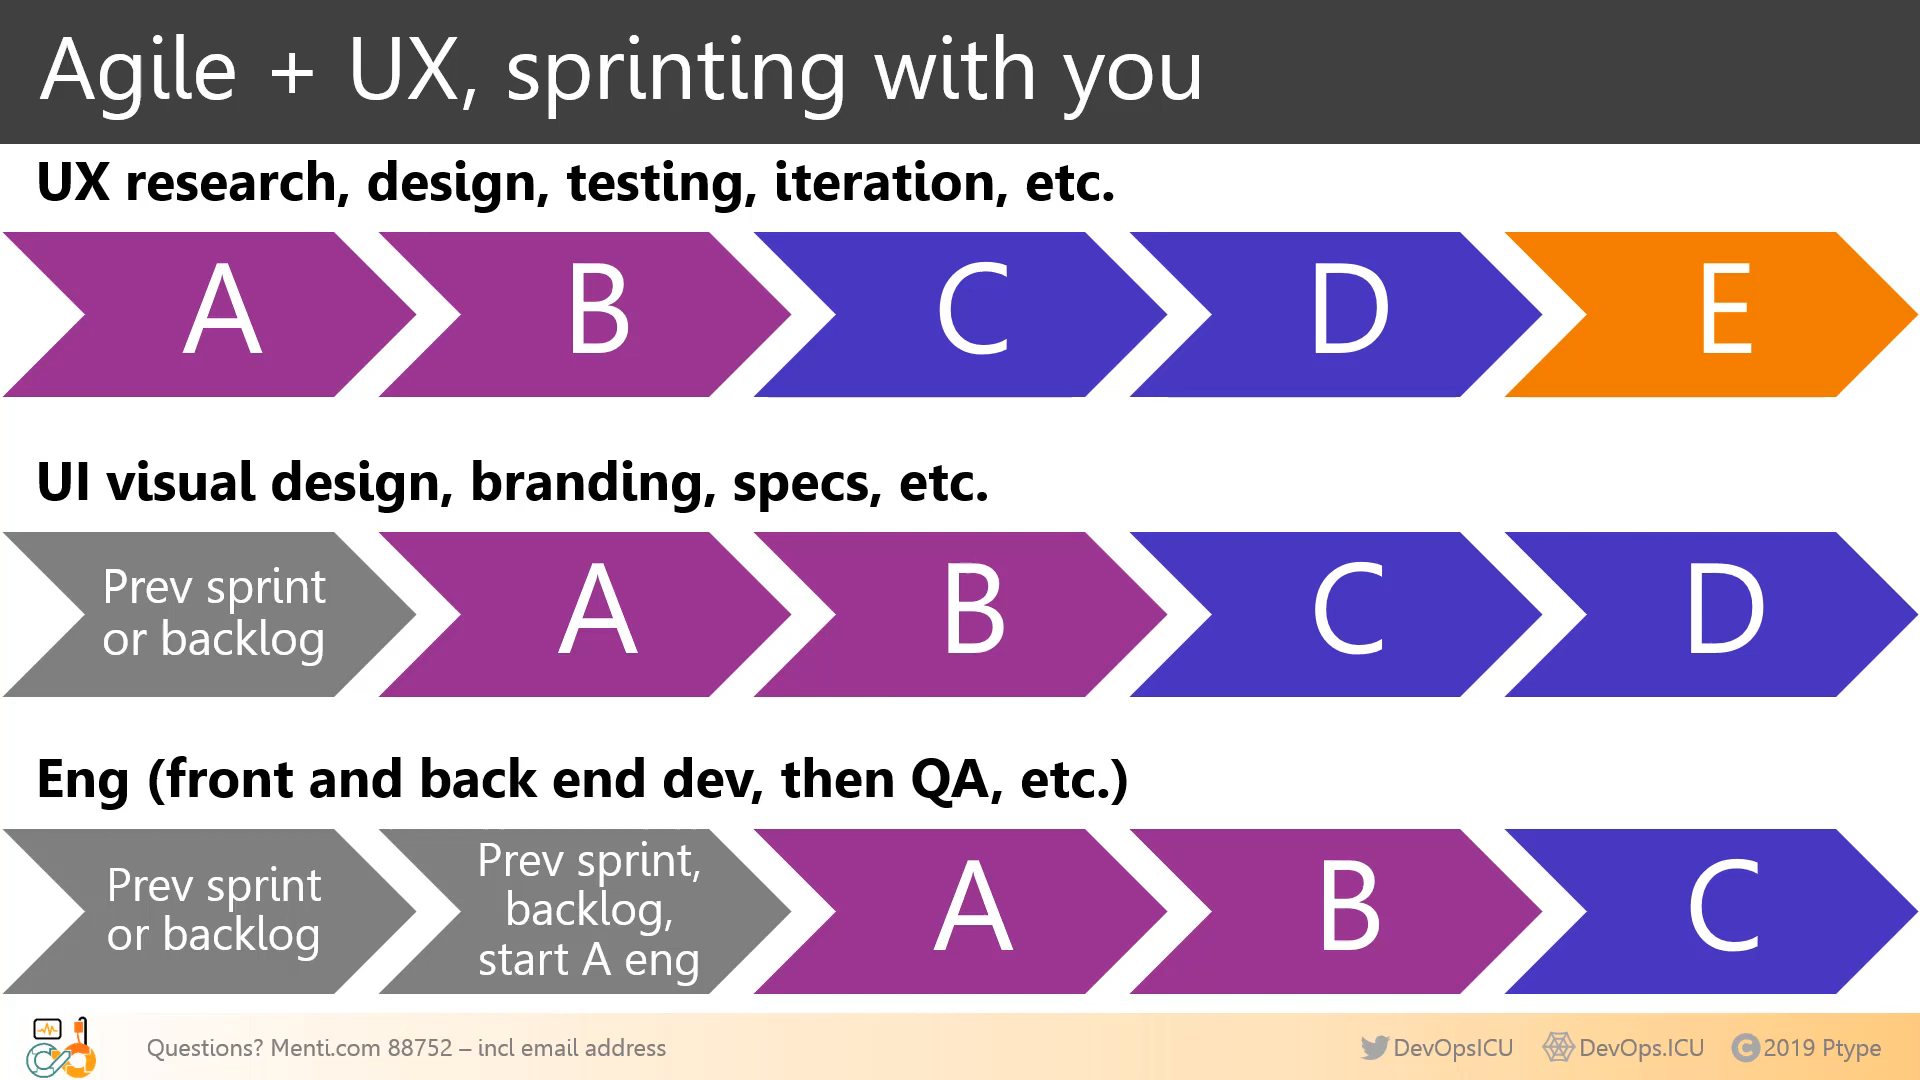 Agile + UX, sprinting with you
UX research, design, testing, iteration, etc.
A B C D E
UI visual design, branding, specs, etc.
Prev sprint
or backlog
A B C D
Eng (front and back end dev, then QA, etc.)
Prev sprint
or backlog
Prev sprint,
backlog,
start A eng
A B C
Questions? Menti.com 88752 – incl email address
DevOpsICU DevOps.ICU © 2019 Ptype